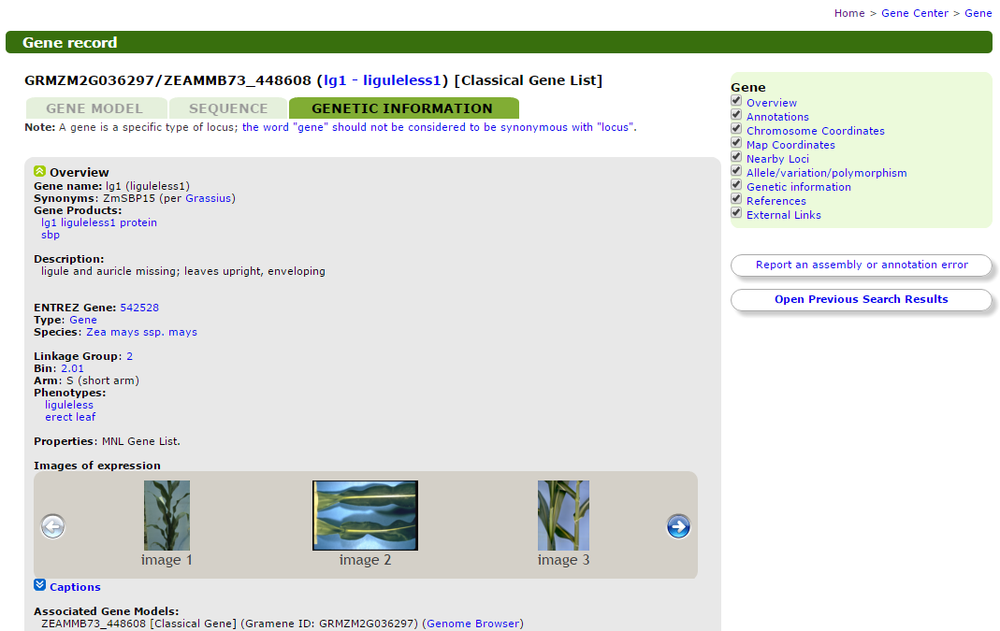 Home > Gene Center > Gene
Gene record
GRMZM2G036297/ZEAMMB73_448608 (lg1 - liguleless1) [Classical Gene List]
GENE MODEL SEQUENCE GENETIC INFORMATION
Note: A gene is a specific type of locus; the word "gene" should not be considered to be synonymous with "locus".
Overview
Gene name: lg1 (liguleless1)
Synonyms: ZmSBP15 (per Grassius)
Gene Products:
lg1 liguleless1 protein
sbp
Description:
ligule and auricle missing; leaves upright, enveloping
ENTREZ Gene: 542528
Type: Gene
Species: Zea mays ssp. mays
Linkage Group: 2
Bin: 2.01
Arm: S (short arm)
Phenotypes:
liguleless
erect leaf
Properties: MNL Gene List.
Images of expression
image 1 image 2 image 3
Captions
Associated Gene Models:
ZEAMMB73_448608 [Classical Gene] (Gramene ID: GRMZM2G036297) (Genome Browser)
Gene
Overview
Annotations
Chromosome Coordinates
Map Coordinates
Nearby Loci
Allele/variation/polymorphism
Genetic information
References
External Links
Report an assembly or annotation error
Open Previous Search Results